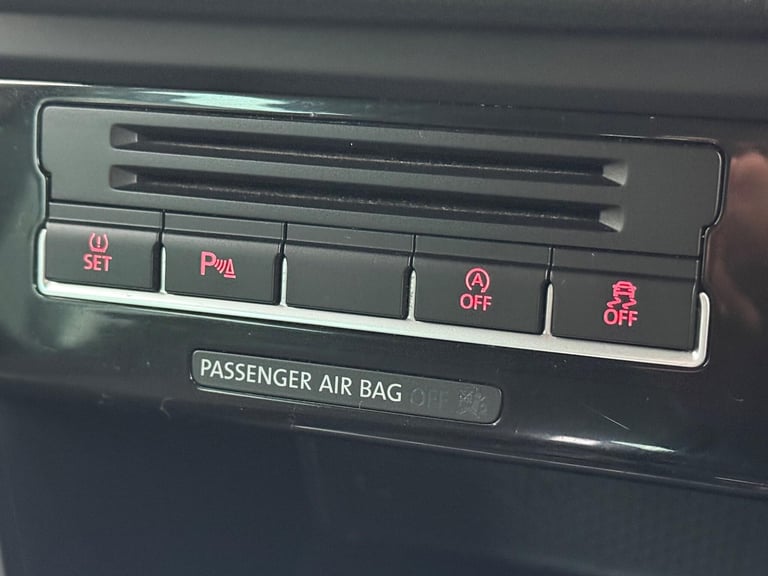 SET
P
A
OFF
OFF
PASSENGER AIR BAG OFF